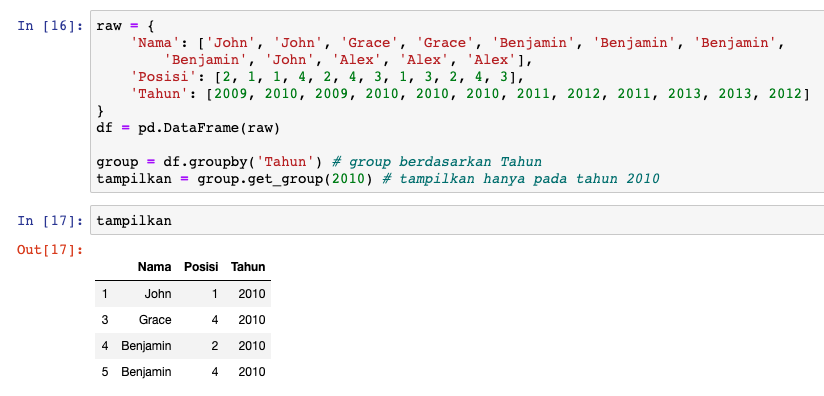 In [16]: raw = {
'Nama': ['John', 'John', 'Grace', 'Grace', 'Benjamin', 'Benjamin', 'Benjamin',
'Benjamin', 'John', 'Alex', 'Alex', 'Alex'],
'Posisi': [2, 1, 1, 4, 2, 4, 3, 1, 3, 2, 4, 3],
'Tahun': [2009, 2010, 2009, 2010, 2010, 2010, 2011, 2012, 2011, 2013, 2013, 2012]
}
df = pd.DataFrame(raw)
group = df.groupby('Tahun') # group berdasarkan Tahun
tampilkan = group.get_group(2010) # tampilkan hanya pada tahun 2010
In [17]: tampilkan
Out[17]:
Nama Posisi Tahun
1 John 1 2010
3 Grace 4 2010
4 Benjamin 2 2010
5 Benjamin 4 2010